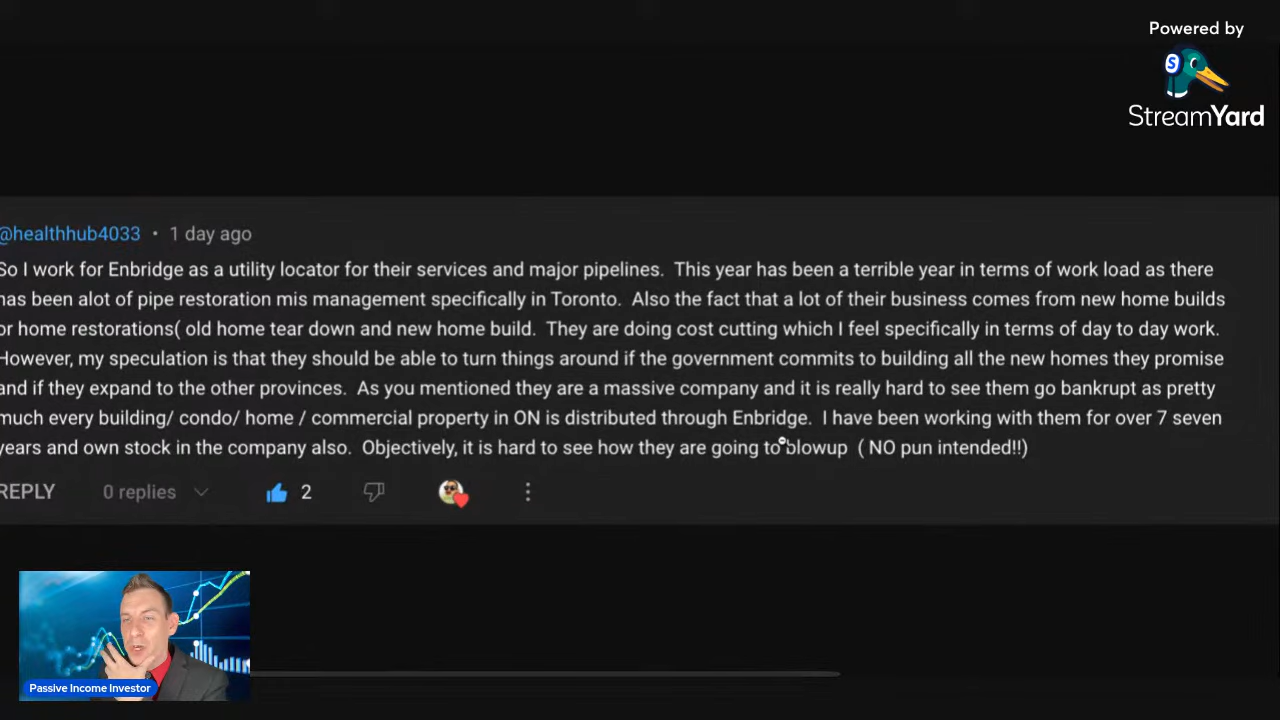 Powered by
StreamYard
@healthhub4033 • 1 day ago
So I work for Enbridge as a utility locator for their services and major pipelines.  This year has been a terrible year in terms of work load as there
has been alot of pipe restoration mis management specifically in Toronto.  Also the fact that a lot of their business comes from new home builds
or home restorations( old home tear down and new home build.  They are doing cost cutting which I feel specifically in terms of day to day work.
However, my speculation is that they should be able to turn things around if the government commits to building all the new homes they promise
and if they expand to the other provinces.  As you mentioned they are a massive company and it is really hard to see them go bankrupt as pretty
much every building/ condo/ home / commercial property in ON is distributed through Enbridge.  I have been working with them for over 7 seven
years and own stock in the company also.  Objectively, it is hard to see how they are going to blowup  ( NO pun intended!!)
REPLY 0 replies 2
Passive Income Investor